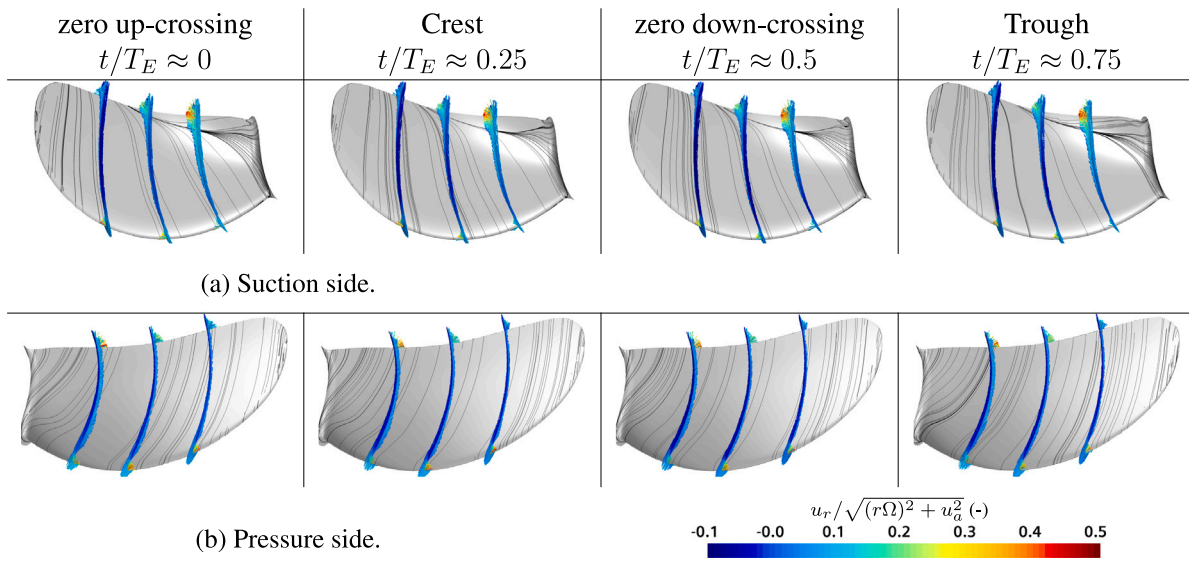 zero up-crossing Crest zero down-crossing Trough
t/T_E ≈ 0 t/T_E ≈ 0.25 t/T_E ≈ 0.5 t/T_E ≈ 0.75
(a) Suction side.
u_r/√((rΩ)² + u_a²) (-)
-0.1 -0.0 0.1 0.2 0.3 0.4 0.5
(b) Pressure side.